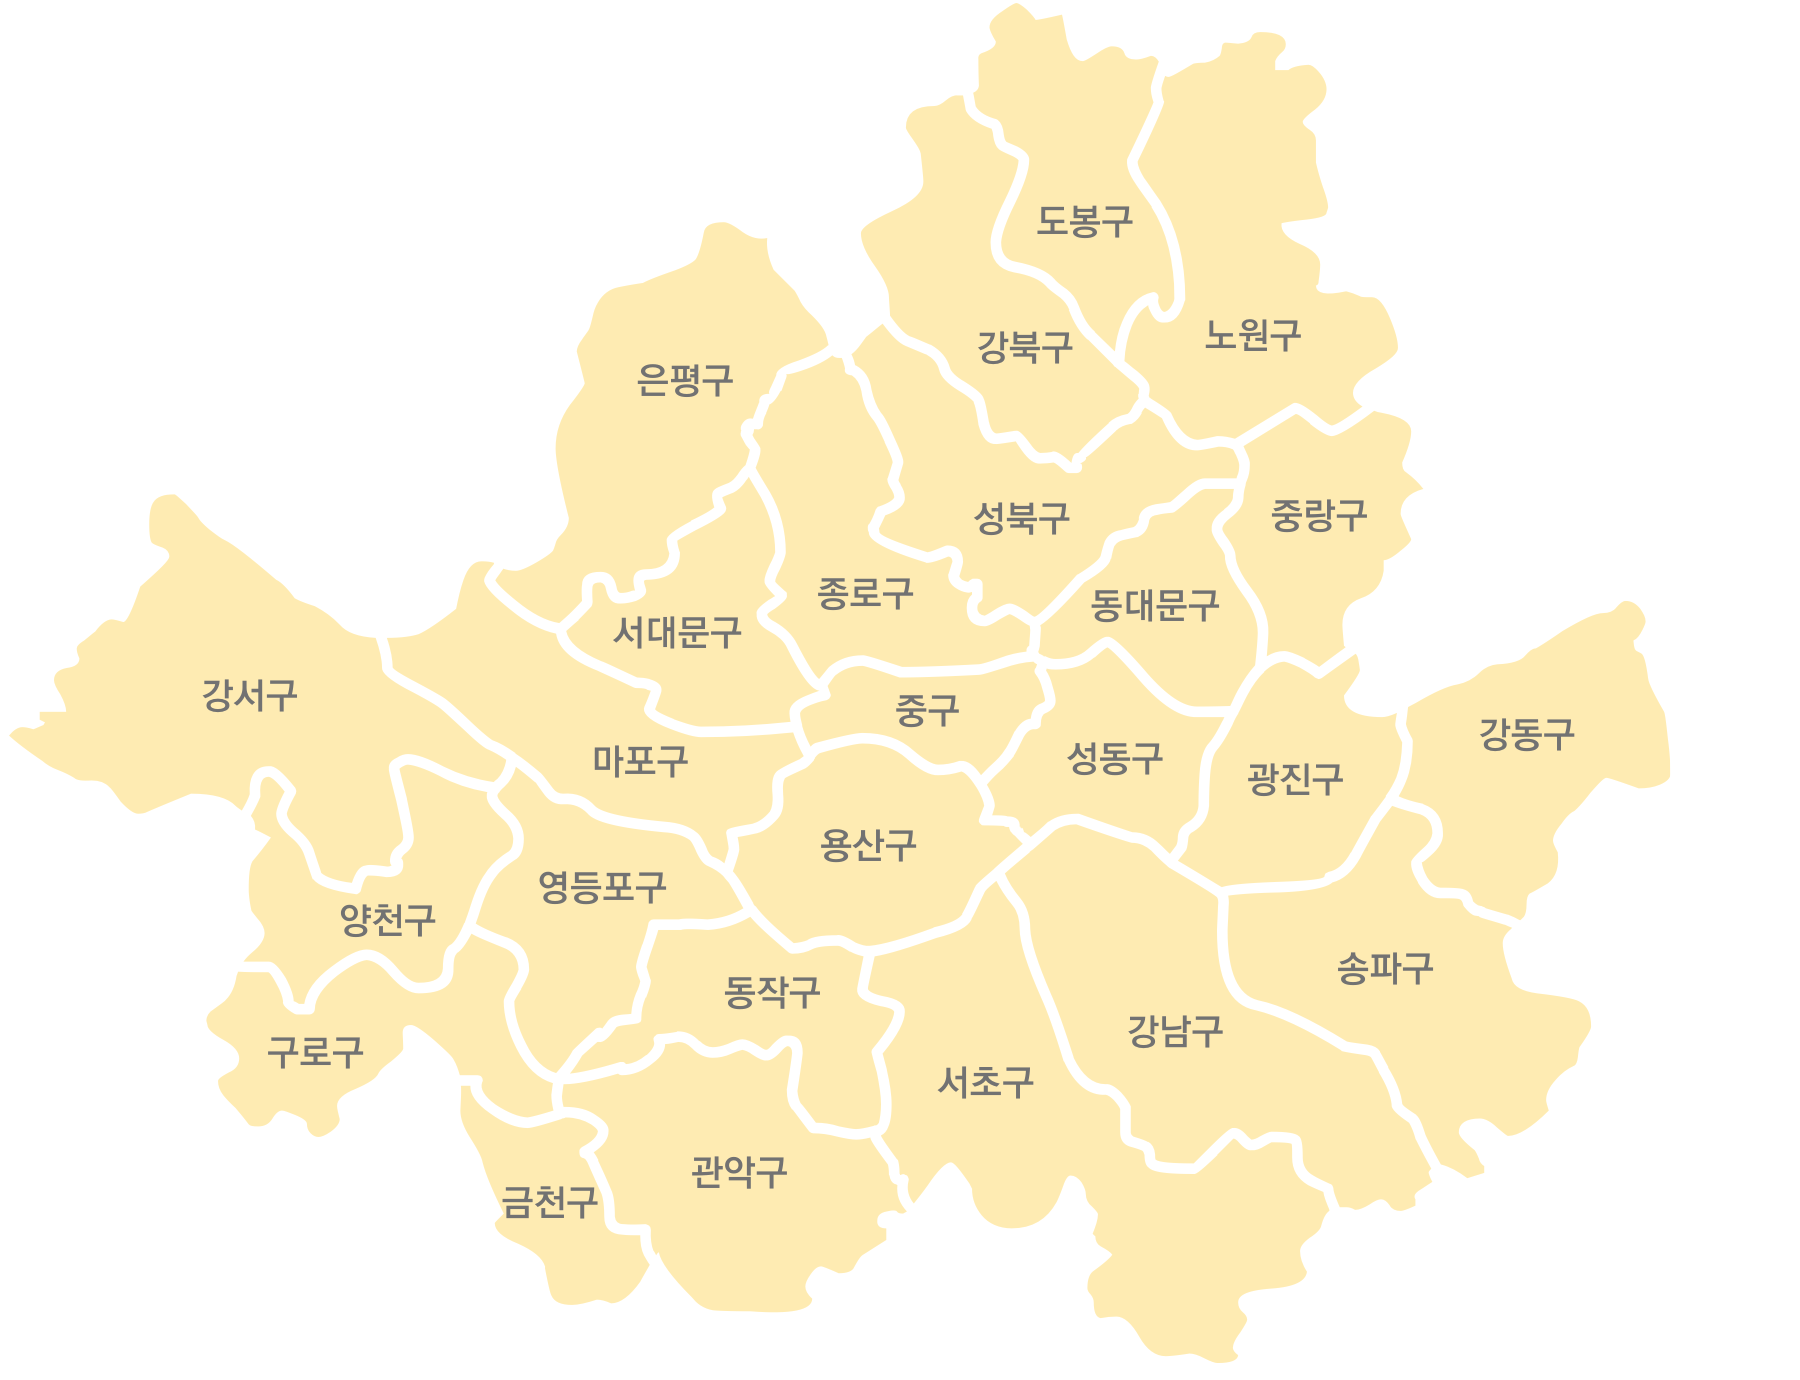 도봉구
노원구
강북구
은평구
성북구
중랑구
종로구
동대문구
서대문구
강서구
중구
강동구
마포구
성동구
광진구
용산구
영등포구
양천구
송파구
동작구
강남구
구로구
서초구
관악구
금천구